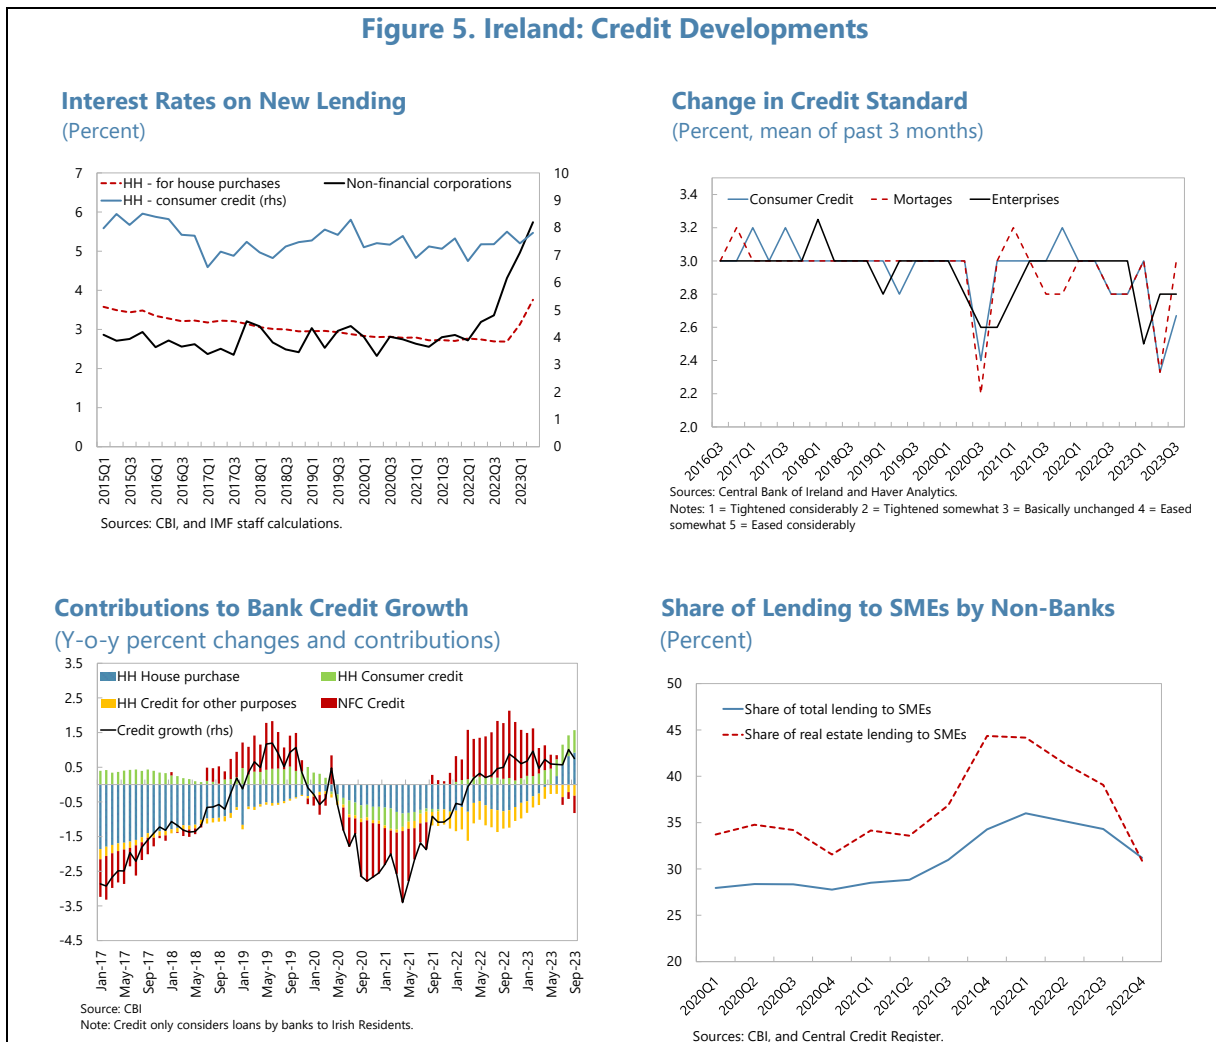 Figure 5. Ireland: Credit Developments
Interest Rates on New Lending
(Percent)
7
6
5
4
3
2
1
0
10
9
8
7
6
5
4
3
2
1
0
HH - for house purchases
Non-financial corporations
HH - consumer credit (rhs)
2015Q1
2015Q3
2016Q1
2016Q3
2017Q1
2017Q3
2018Q1
2018Q3
2019Q1
2019Q3
2020Q1
2020Q3
2021Q1
2021Q3
2022Q1
2022Q3
2023Q1
Sources: CBI, and IMF staff calculations.
Change in Credit Standard
(Percent, mean of past 3 months)
3.4
3.2
3.0
2.8
2.6
2.4
2.2
2.0
Consumer Credit
Mortages
Enterprises
2016Q3
2017Q1
2017Q3
2018Q1
2018Q3
2019Q1
2019Q3
2020Q1
2020Q3
2021Q1
2021Q3
2022Q1
2022Q3
2023Q1
2023Q3
Sources: Central Bank of Ireland and Haver Analytics.
Notes: 1 = Tightened considerably 2 = Tightened somewhat 3 = Basically unchanged 4 = Eased
somewhat 5 = Eased considerably
Contributions to Bank Credit Growth
(Y-o-y percent changes and contributions)
3.5
2.5
1.5
0.5
-0.5
-1.5
-2.5
-3.5
-4.5
HH House purchase
HH Consumer credit
HH Credit for other purposes
NFC Credit
Credit growth (rhs)
Jan-17
May-17
Sep-17
Jan-18
May-18
Sep-18
Jan-19
May-19
Sep-19
Jan-20
May-20
Sep-20
Jan-21
May-21
Sep-21
Jan-22
May-22
Sep-22
Jan-23
May-23
Sep-23
Source: CBI
Note: Credit only considers loans by banks to Irish Residents.
Share of Lending to SMEs by Non-Banks
(Percent)
50
45
40
35
30
25
20
Share of total lending to SMEs
Share of real estate lending to SMEs
2020Q1
2020Q2
2020Q3
2020Q4
2021Q1
2021Q2
2021Q3
2021Q4
2022Q1
2022Q2
2022Q3
2022Q4
Sources: CBI, and Central Credit Register.